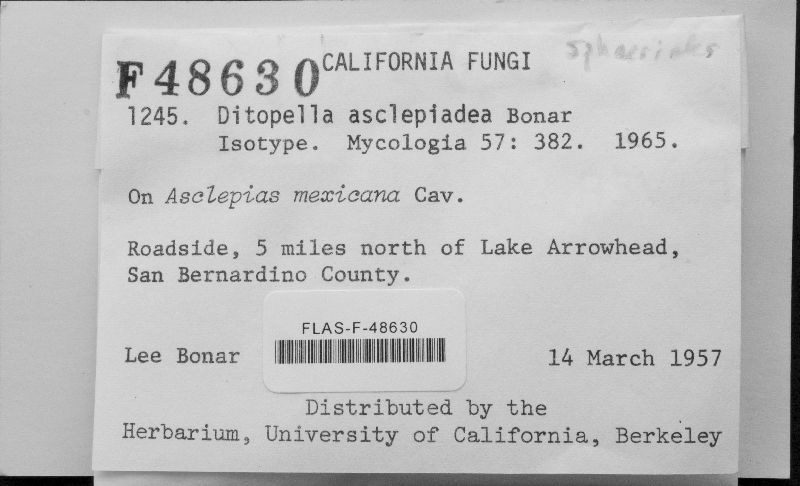 Sphaeriales
F48630 CALIFORNIA FUNGI
1245. Ditopella asclepiadea Bonar
Isotype. Mycologia 57: 382. 1965.
On Asclepias mexicana Cav.
Roadside, 5 miles north of Lake Arrowhead,
San Bernardino County.
FLAS-F-48630
Lee Bonar 14 March 1957
Distributed by the
Herbarium, University of California, Berkeley